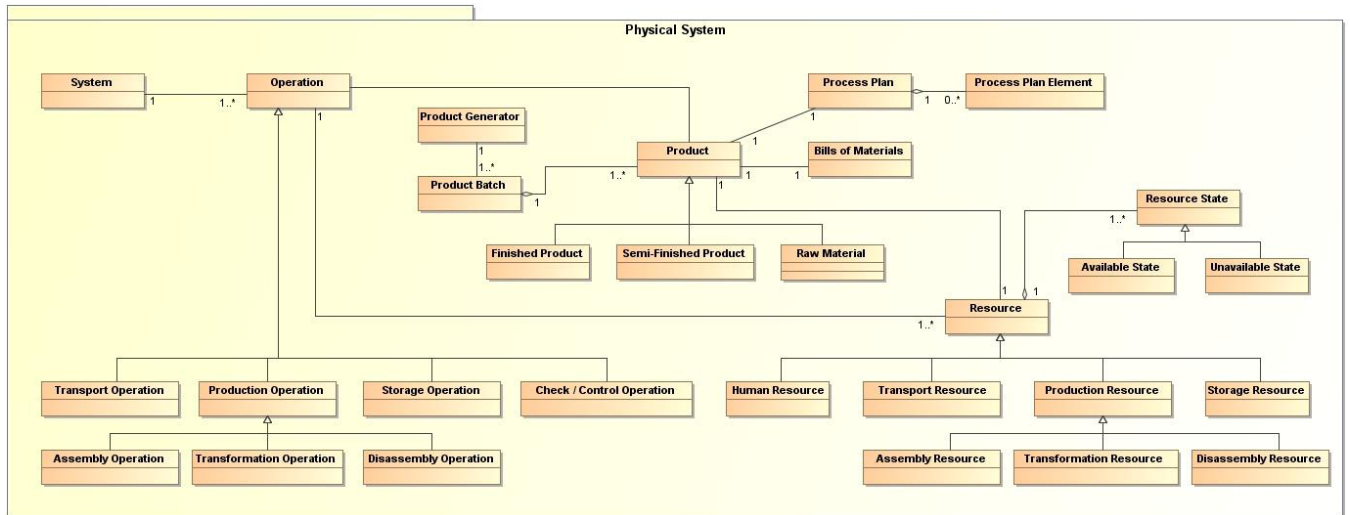 Physical System
System
Operation
Process Plan
Process Plan Element
1
1..*
1
0..*
1
1
Product Generator
1
1..*
Product
1
1
Bills of Materials
1..*
1
1
Product Batch
1
1
Resource State
1..*
Finished Product
Semi-Finished Product
Raw Material
Available State
Unavailable State
1
1
Resource
1..*
Transport Operation
Production Operation
Storage Operation
Check / Control Operation
Human Resource
Transport Resource
Production Resource
Storage Resource
Assembly Operation
Transformation Operation
Disassembly Operation
Assembly Resource
Transformation Resource
Disassembly Resource